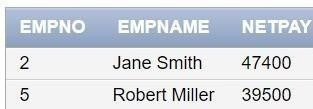 EMPNO EMPNAME NETPAY
2 Jane Smith 47400
5 Robert Miller 39500